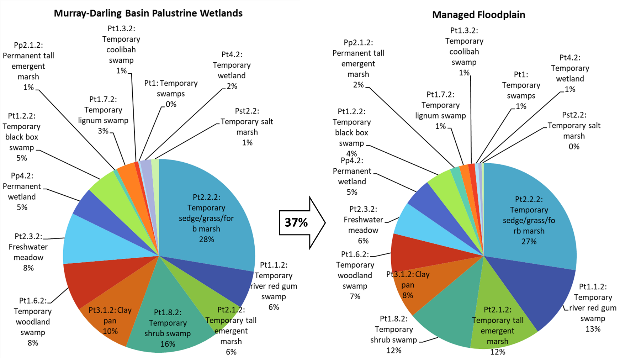 Murray-Darling Basin Palustrine Wetlands
Pp2.1.2:
Permanent tall
emergent
marsh
1%
Pt1.3.2:
Temporary
coolibah
swamp
1%
Pt1: Temporary
swamps
0%
Pt4.2:
Temporary
wetland
2%
Pst2.2:
Temporary salt
marsh
1%
Pt1.7.2:
Temporary
lignum swamp
3%
Pt1.2.2:
Temporary
black box
swamp
5%
Pp4.2:
Permanent
wetland
5%
Pt2.3.2:
Freshwater
meadow
8%
Pt1.6.2:
Temporary
woodland
swamp
8%
Pt3.1.2: Clay
pan
10%
Pt1.8.2:
Temporary
shrub swamp
16%
Pt2.1.2:
Temporary tall
emergent
marsh
6%
Pt1.1.2:
Temporary
river red gum
swamp
6%
Pt2.2.2:
Temporary
sedge/grass/for
b marsh
28%
37%
Managed Floodplain
Pp2.1.2:
Permanent tall
emergent
marsh
2%
Pt1.3.2:
Temporary
coolibah
swamp
1%
Pt1:
Temporary
swamps
1%
Pt4.2:
Temporary
wetland
1%
Pst2.2:
Temporary salt
marsh
0%
Pt1.7.2:
Temporary
lignum swamp
1%
Pt1.2.2:
Temporary
black box
swamp
4%
Pp4.2:
Permanent
wetland
5%
Pt2.3.2:
Freshwater
meadow
6%
Pt1.6.2:
Temporary
woodland
swamp
7%
Pt3.1.2: Clay
pan
8%
Pt1.8.2:
Temporary
shrub swamp
12%
Pt2.1.2:
Temporary tall
emergent
marsh
12%
Pt1.1.2:
Temporary
river red gum
swamp
13%
Pt2.2.2:
Temporary
sedge/grass/fo
rb marsh
27%